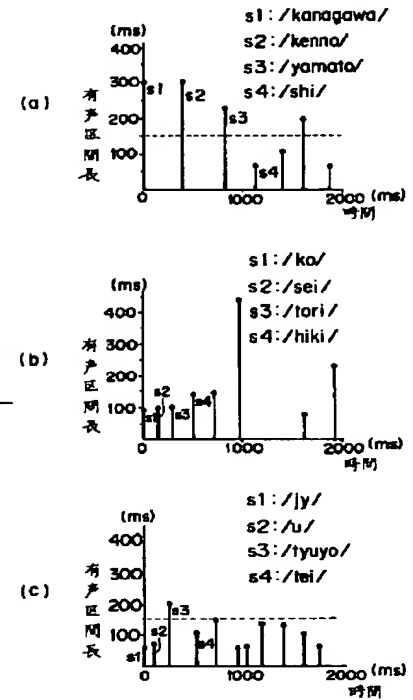 (a)
(ms)
有声区間長
400
300
200
100
0
1000
2000 (ms)
時間
s1
s2
s3
s4
s1:/kanagawa/
s2:/kenno/
s3:/yamato/
s4:/shi/
(b)
(ms)
有声区間長
400
300
200
100
0
1000
2000 (ms)
時間
s1
s2
s3
s4
s1:/ko/
s2:/sei/
s3:/tori/
s4:/hiki/
(c)
(ms)
有声区間長
400
300
200
100
0
1000
2000 (ms)
時間
s1
s2
s3
s4
s1:/jy/
s2:/u/
s3:/tyuyo/
s4:/tei/